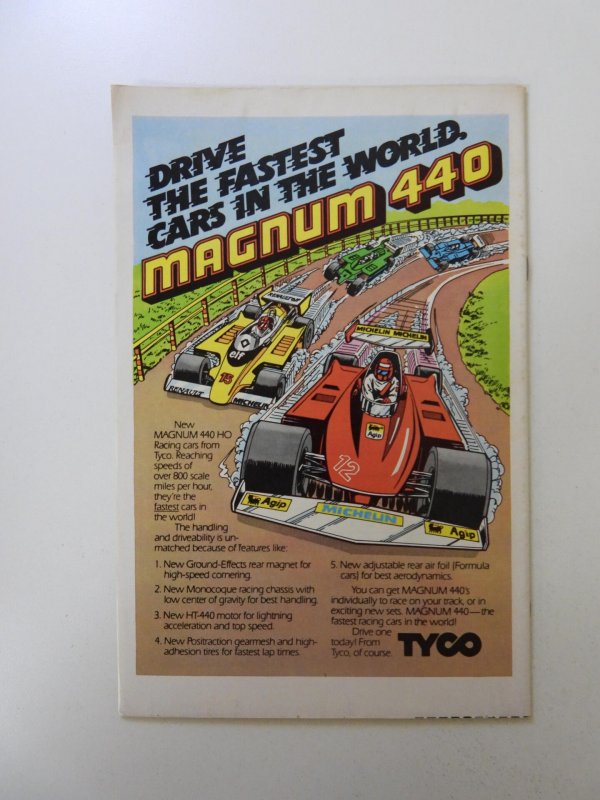 DRIVE
THE FASTEST
CARS IN THE WORLD.
MAGNUM 440
RENAULT elf
elf
15
RENAULT
MICHELIN
MICHELIN MICHELIN
Agip
12
Agip
MICHELIN
Agip
New
MAGNUM 440 HO
Racing cars from
Tyco. Reaching
speeds of
over 800 scale
miles per hour,
they're the
fastest cars in
the world!
The handling
and driveability is un-
matched because of features like:
1. New Ground-Effects rear magnet for
high-speed cornering.
2. New Monocoque racing chassis with
low center of gravity for best handling.
3. New HT-440 motor for lightning
acceleration and top speed.
4. New Positraction gearmesh and high-
adhesion tires for fastest lap times.
5. New adjustable rear air foil (Formula
cars) for best aerodynamics.
You can get MAGNUM 440's
individually to race on your track, or in
exciting new sets. MAGNUM 440—the
fastest racing cars in the world!
Drive one
today! From
Tyco, of course.
TYCO